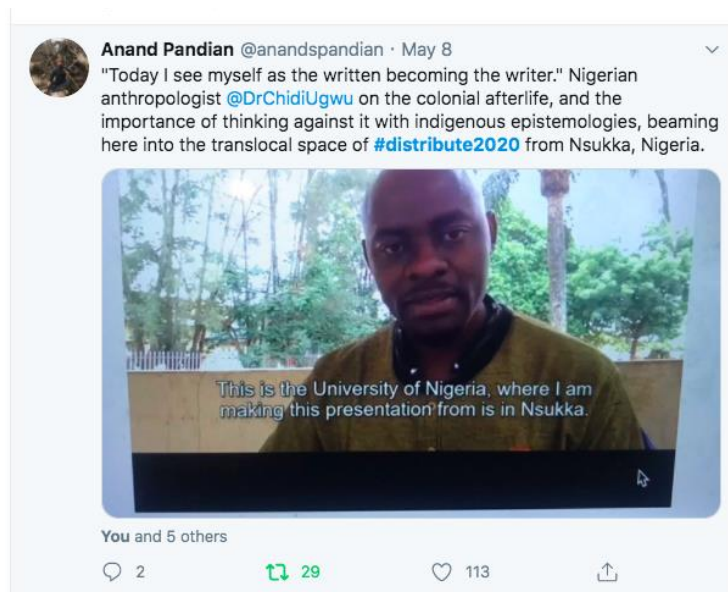 Anand Pandian @anandspandian · May 8
"Today I see myself as the written becoming the writer." Nigerian
anthropologist @DrChidiUgwu on the colonial afterlife, and the
importance of thinking against it with indigenous epistemologies, beaming
here into the translocal space of #distribute2020 from Nsukka, Nigeria.
This is the University of Nigeria, where I am
making this presentation from is in Nsukka.
You and 5 others
2 29 113